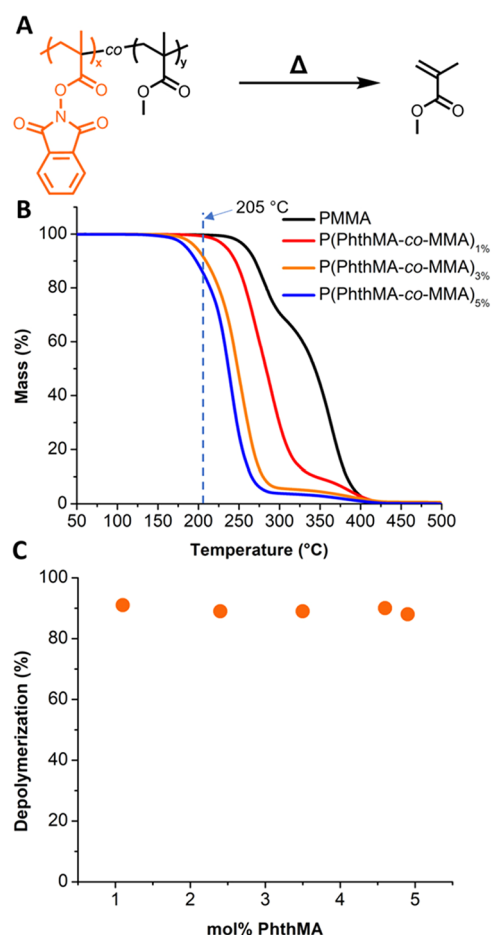 A
( )x co ( )y
Δ
O O
O O
N
O O
O
O
B
205 °C
PMMA
P(PhthMA-co-MMA)1%
P(PhthMA-co-MMA)3%
P(PhthMA-co-MMA)5%
Mass (%)
100
80
60
40
20
0
50 100 150 200 250 300 350 400 450 500
Temperature (°C)
C
Depolymerization (%)
100
80
60
40
20
0
1 2 3 4 5
mol% PhthMA